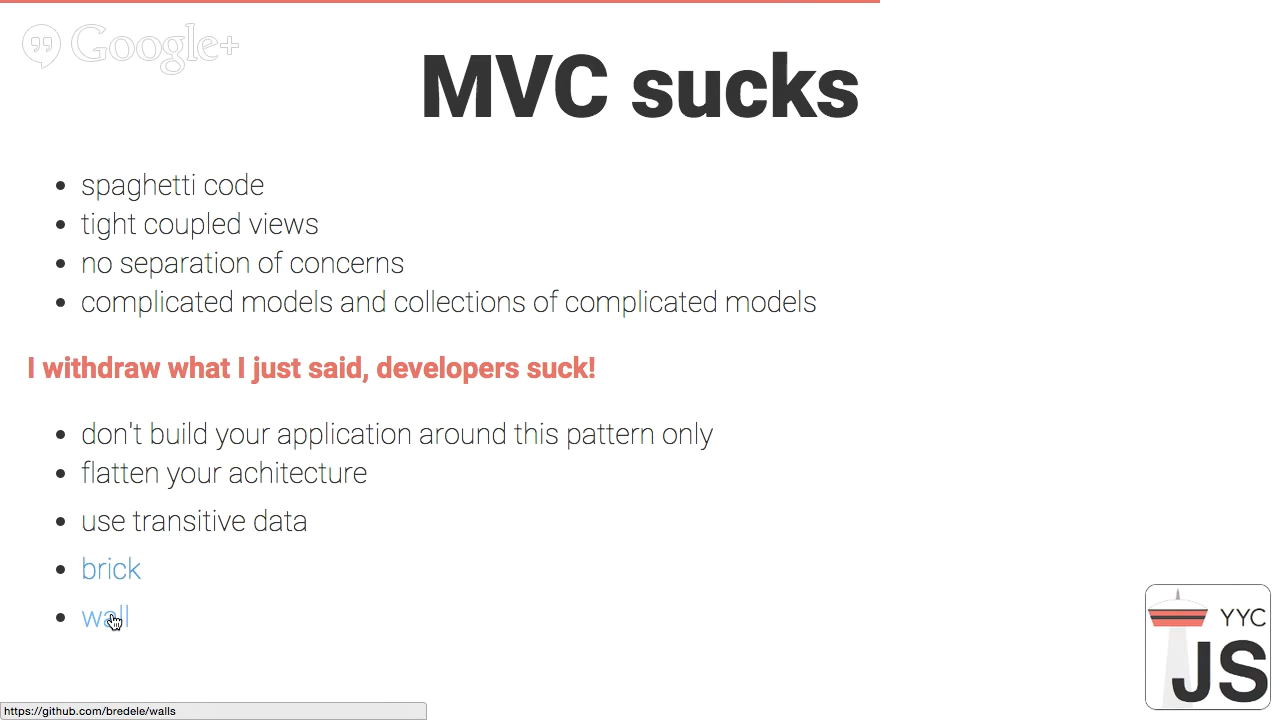 Google+
MVC sucks
spaghetti code
tight coupled views
no separation of concerns
complicated models and collections of complicated models
I withdraw what I just said, developers suck!
don't build your application around this pattern only
flatten your achitecture
use transitive data
brick
wall
YYC
JS
https://github.com/bredele/walls